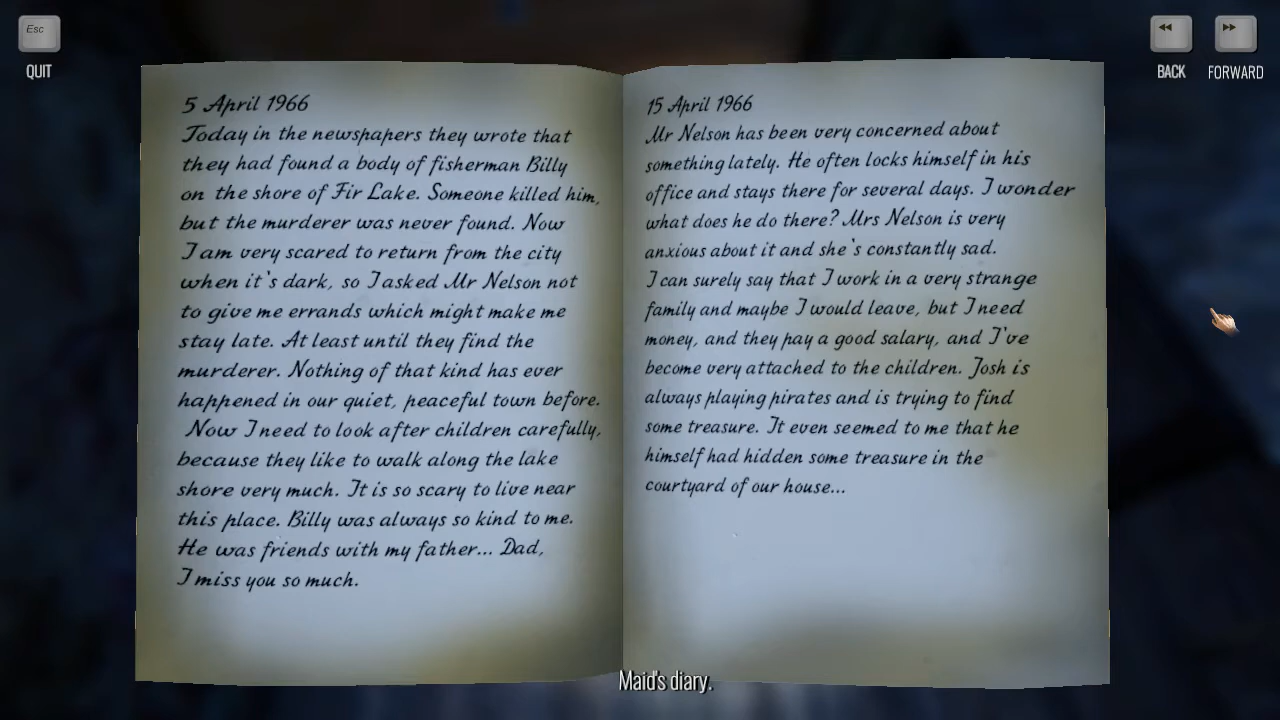 Esc
QUIT
BACK
FORWARD
5 April 1966
Today in the newspapers they wrote that
they had found a body of fisherman Billy
on the shore of Fir Lake. Someone killed him,
but the murderer was never found. Now
I am very scared to return from the city
when it's dark, so I asked Mr Nelson not
to give me errands which might make me
stay late. At least until they find the
murderer. Nothing of that kind has ever
happened in our quiet, peaceful town before.
Now I need to look after children carefully,
because they like to walk along the lake
shore very much. It is so scary to live near
this place. Billy was always so kind to me.
He was friends with my father... Dad,
I miss you so much.
15 April 1966
Mr Nelson has been very concerned about
something lately. He often locks himself in his
office and stays there for several days. I wonder
what does he do there? Mrs Nelson is very
anxious about it and she's constantly sad.
I can surely say that I work in a very strange
family and maybe I would leave, but I need
money, and they pay a good salary, and I've
become very attached to the children. Josh is
always playing pirates and is trying to find
some treasure. It even seemed to me that he
himself had hidden some treasure in the
courtyard of our house...
Maid's diary.